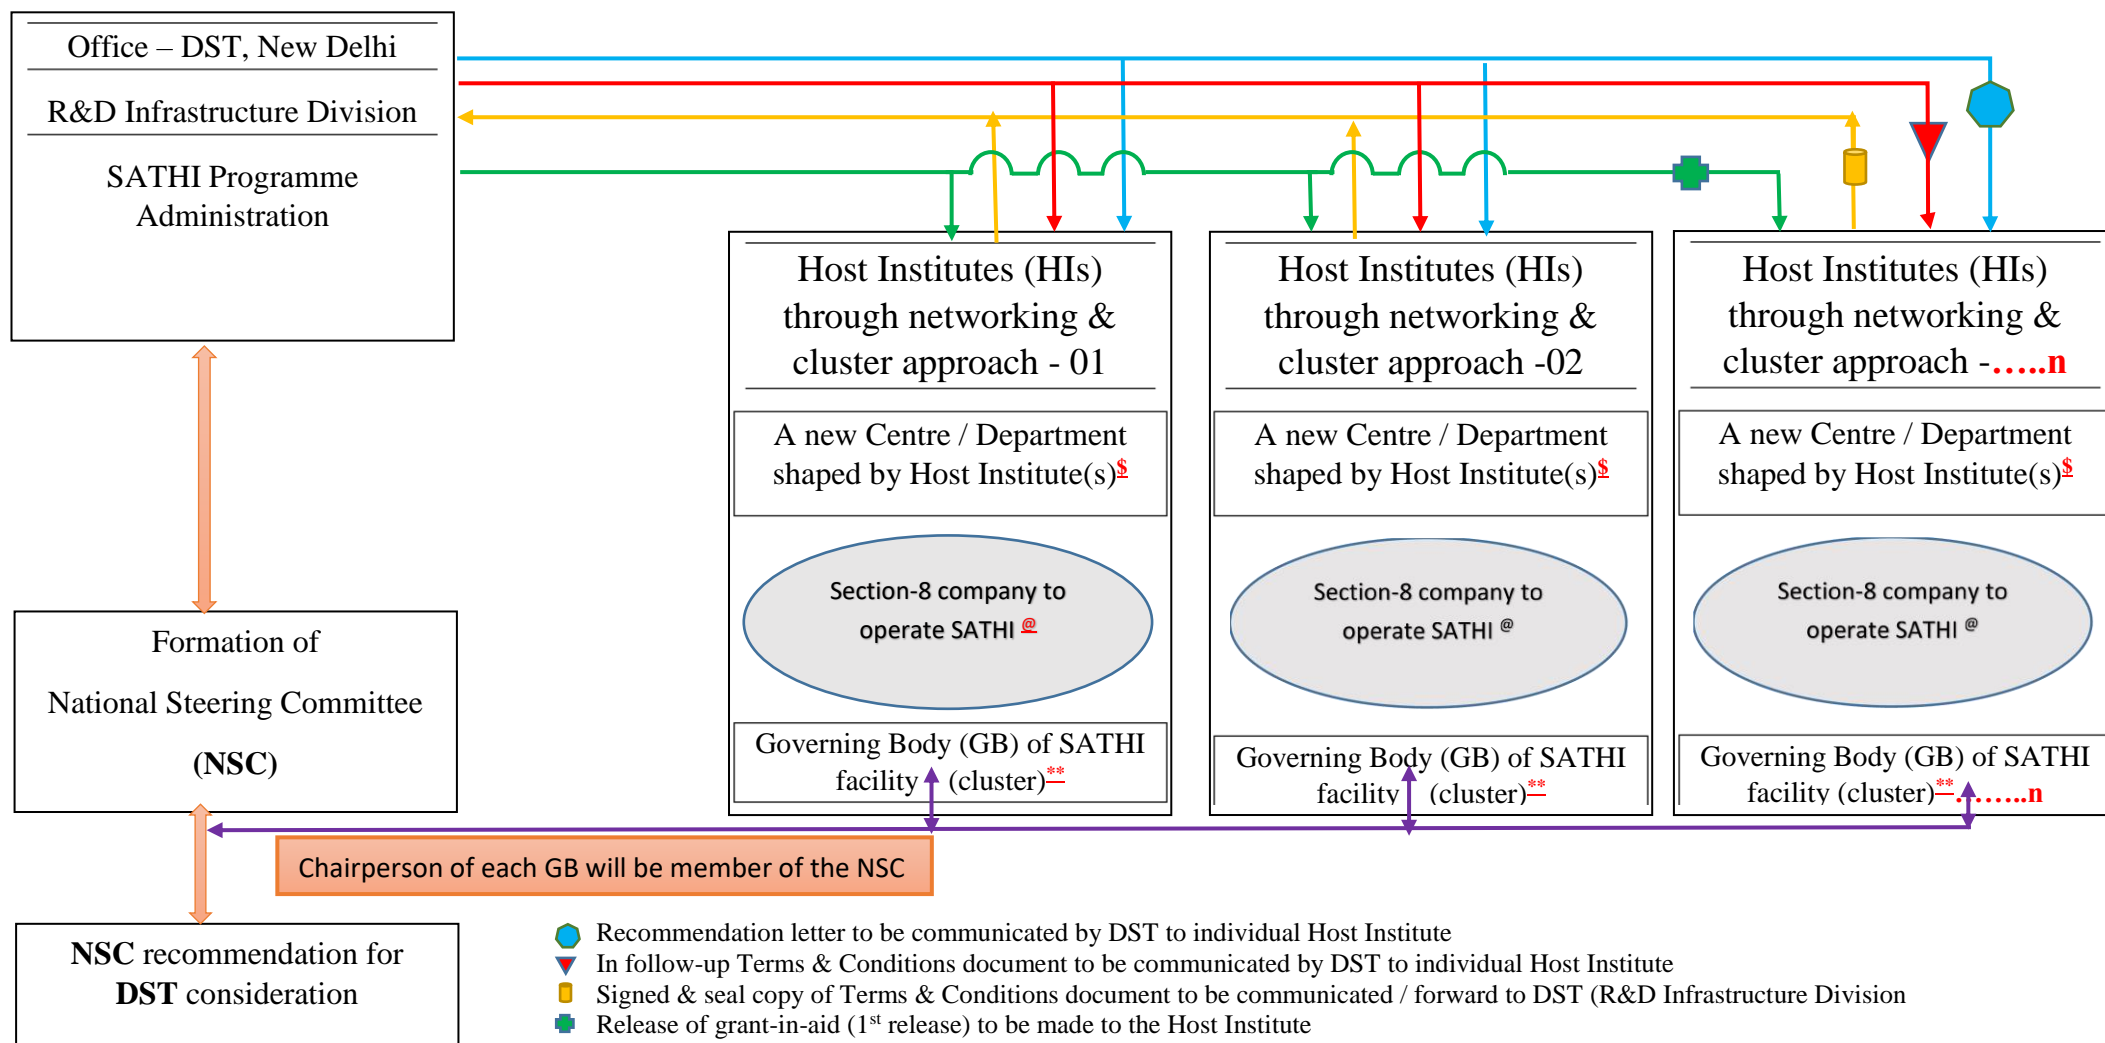 Office – DST, New Delhi
R&D Infrastructure Division
SATHI Programme
Administration
Host Institutes (HIs)
through networking &
cluster approach - 01
A new Centre / Department
shaped by Host Institute(s)$
Section-8 company to
operate SATHI @
Governing Body (GB) of SATHI
facility (cluster)**
Host Institutes (HIs)
through networking &
cluster approach -02
A new Centre / Department
shaped by Host Institute(s)$
Section-8 company to
operate SATHI @
Governing Body (GB) of SATHI
facility (cluster)**
Host Institutes (HIs)
through networking &
cluster approach -…..n
A new Centre / Department
shaped by Host Institute(s)$
Section-8 company to
operate SATHI @
Governing Body (GB) of SATHI
facility (cluster)**……..n
Formation of
National Steering Committee
(NSC)
Chairperson of each GB will be member of the NSC
NSC recommendation for
DST consideration
Recommendation letter to be communicated by DST to individual Host Institute
In follow-up Terms & Conditions document to be communicated by DST to individual Host Institute
Signed & seal copy of Terms & Conditions document to be communicated / forward to DST (R&D Infrastructure Division
Release of grant-in-aid (1st release) to be made to the Host Institute